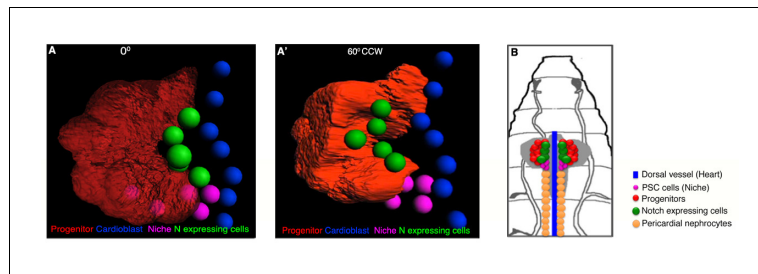 A
0⁰
Progenitor Cardioblast Niche N expressing cells
A'
60⁰ CCW
Progenitor Cardioblast Niche N expressing cells
B
Dorsal vessel (Heart)
PSC cells (Niche)
Progenitors
Notch expressing cells
Pericardial nephrocytes